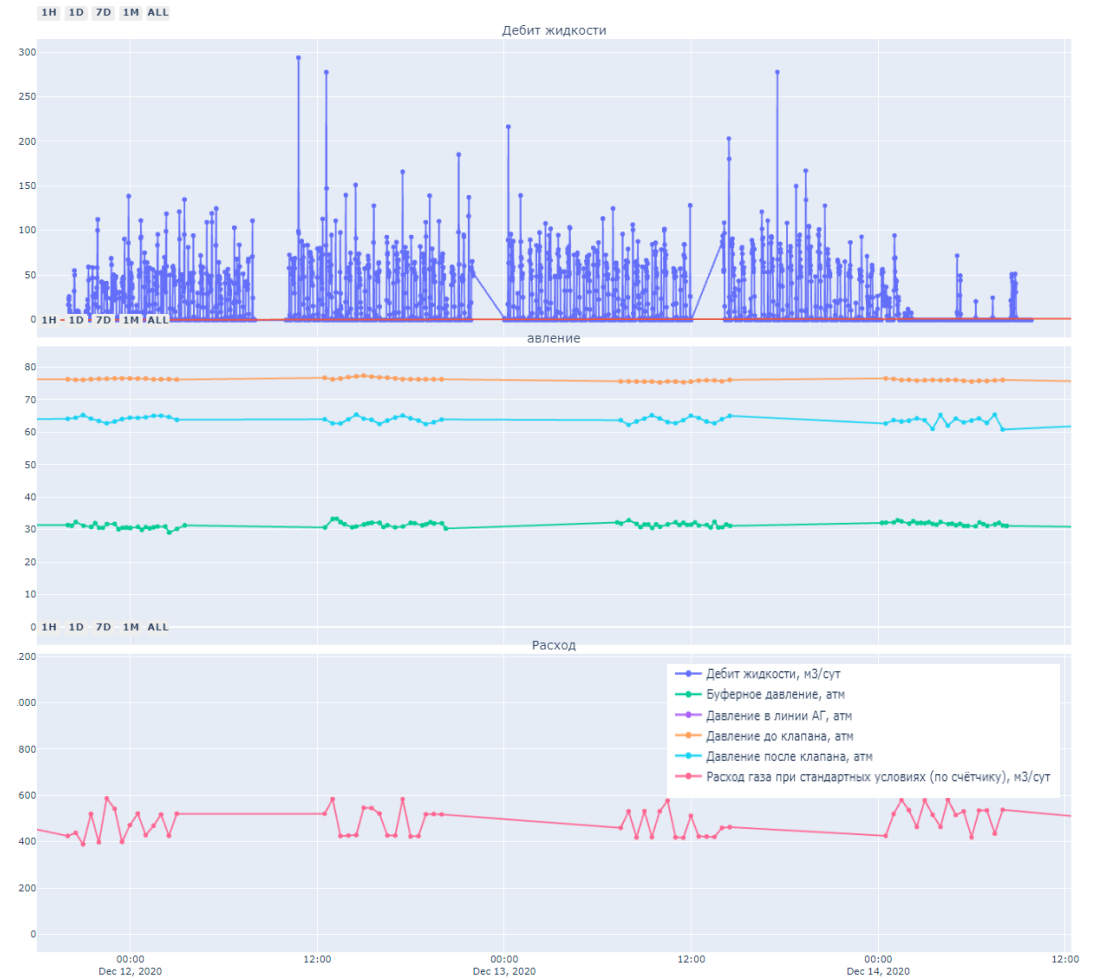 1H 1D 7D 1M ALL
Дебит жидкости
300
250
200
150
100
50
0
1H 1D 7D 1M ALL
авление
80
70
60
50
40
30
20
10
0
1H 1D 7D 1M ALL
Расход
200
000
800
600
400
200
0
Дебит жидкости, м3/сут
Буферное давление, атм
Давление в линии АГ, атм
Давление до клапана, атм
Давление после клапана, атм
Расход газа при стандартных условиях (по счётчику), м3/сут
00:00 12:00 00:00 12:00 00:00 12:00
Dec 12, 2020 Dec 13, 2020 Dec 14, 2020